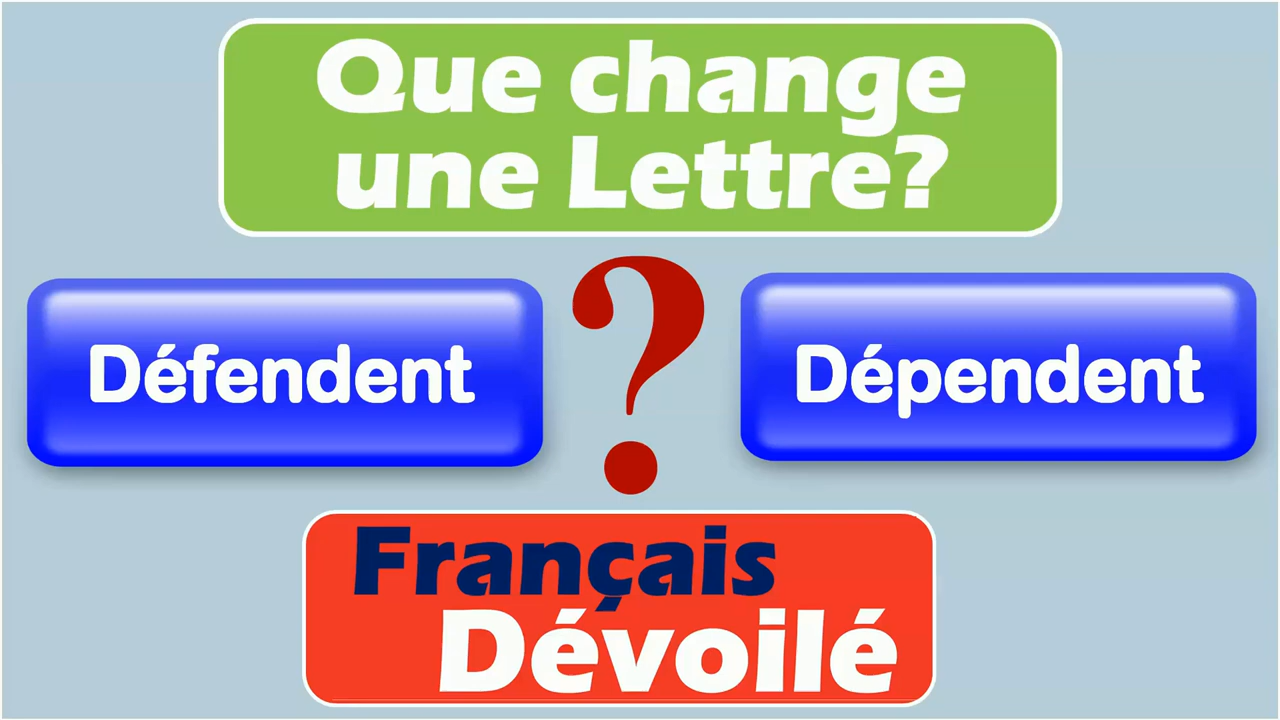 Que change
une Lettre?
Défendent
?
Dépendent
Français
Dévoilé